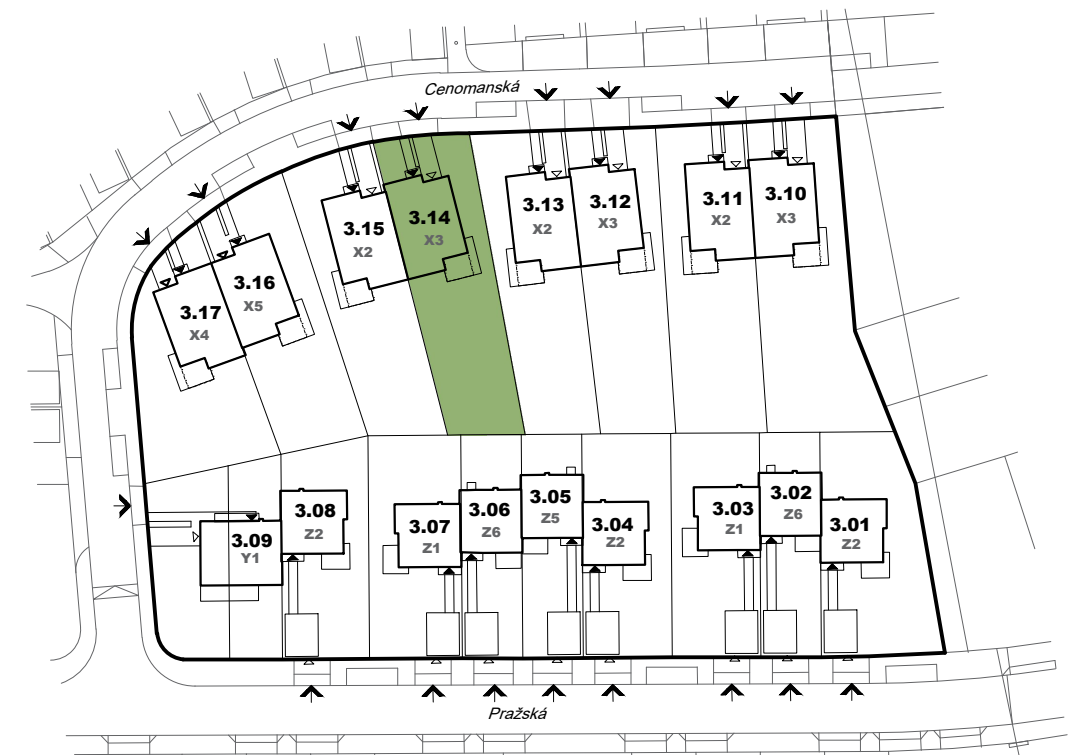 Cenomanská
3.17
X4
3.16
X5
3.15
X2
3.14
X3
3.13
X2
3.12
X3
3.11
X2
3.10
X3
3.09
Y1
3.08
Z2
3.07
Z1
3.06
Z6
3.05
Z5
3.04
Z2
3.03
Z1
3.02
Z6
3.01
Z2
Pražská